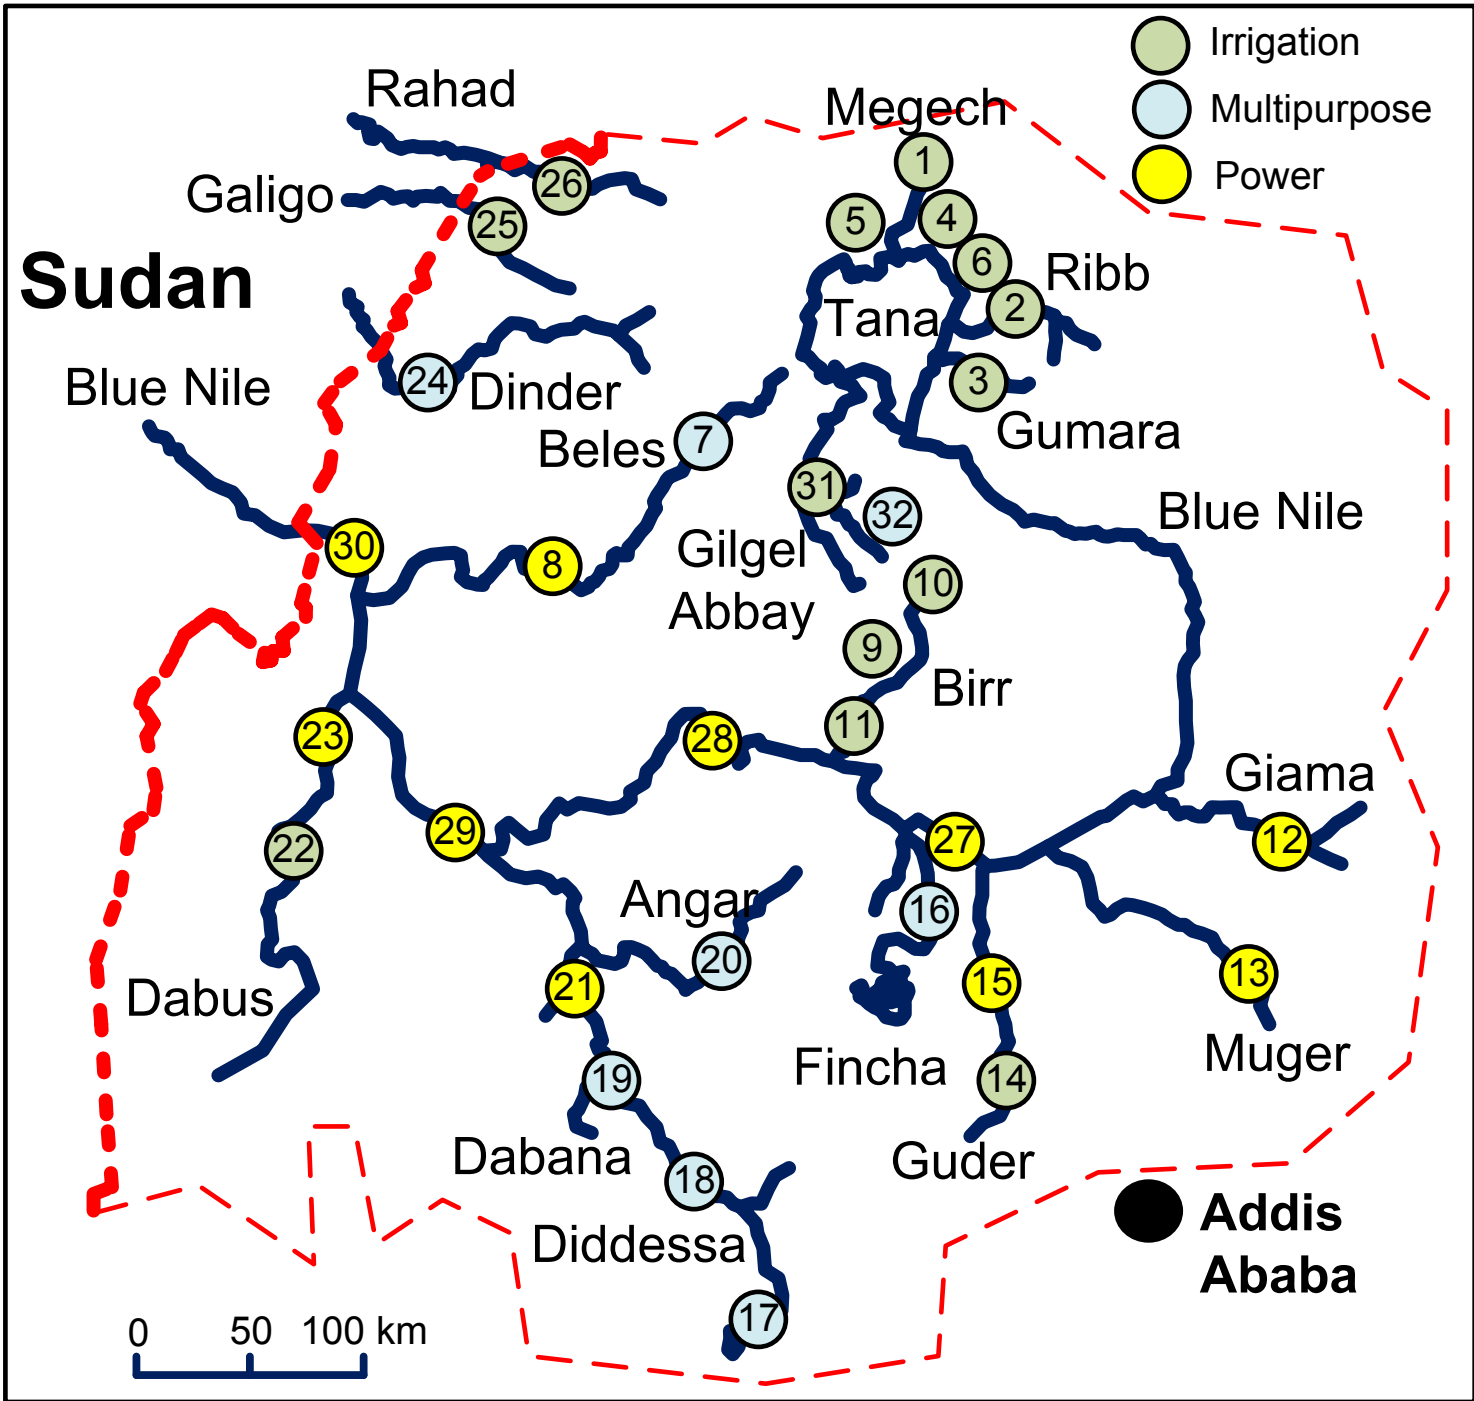 Irrigation
Rahad
Megech
Multipurpose
1
Power
26
Galigo
5
4
25
6
Ribb
Sudan
2
Tana
24
Dinder
3
Blue Nile
Beles
7
Gumara
31
32
Blue Nile
30
8
Gilgel
Abbay
10
9
Birr
11
23
28
Giama
29
27
12
22
Angar
16
20
13
21
15
Dabus
Fincha
Muger
19
14
Dabana
18
Guder
Diddessa
Addis
Ababa
17
0 50 100 km